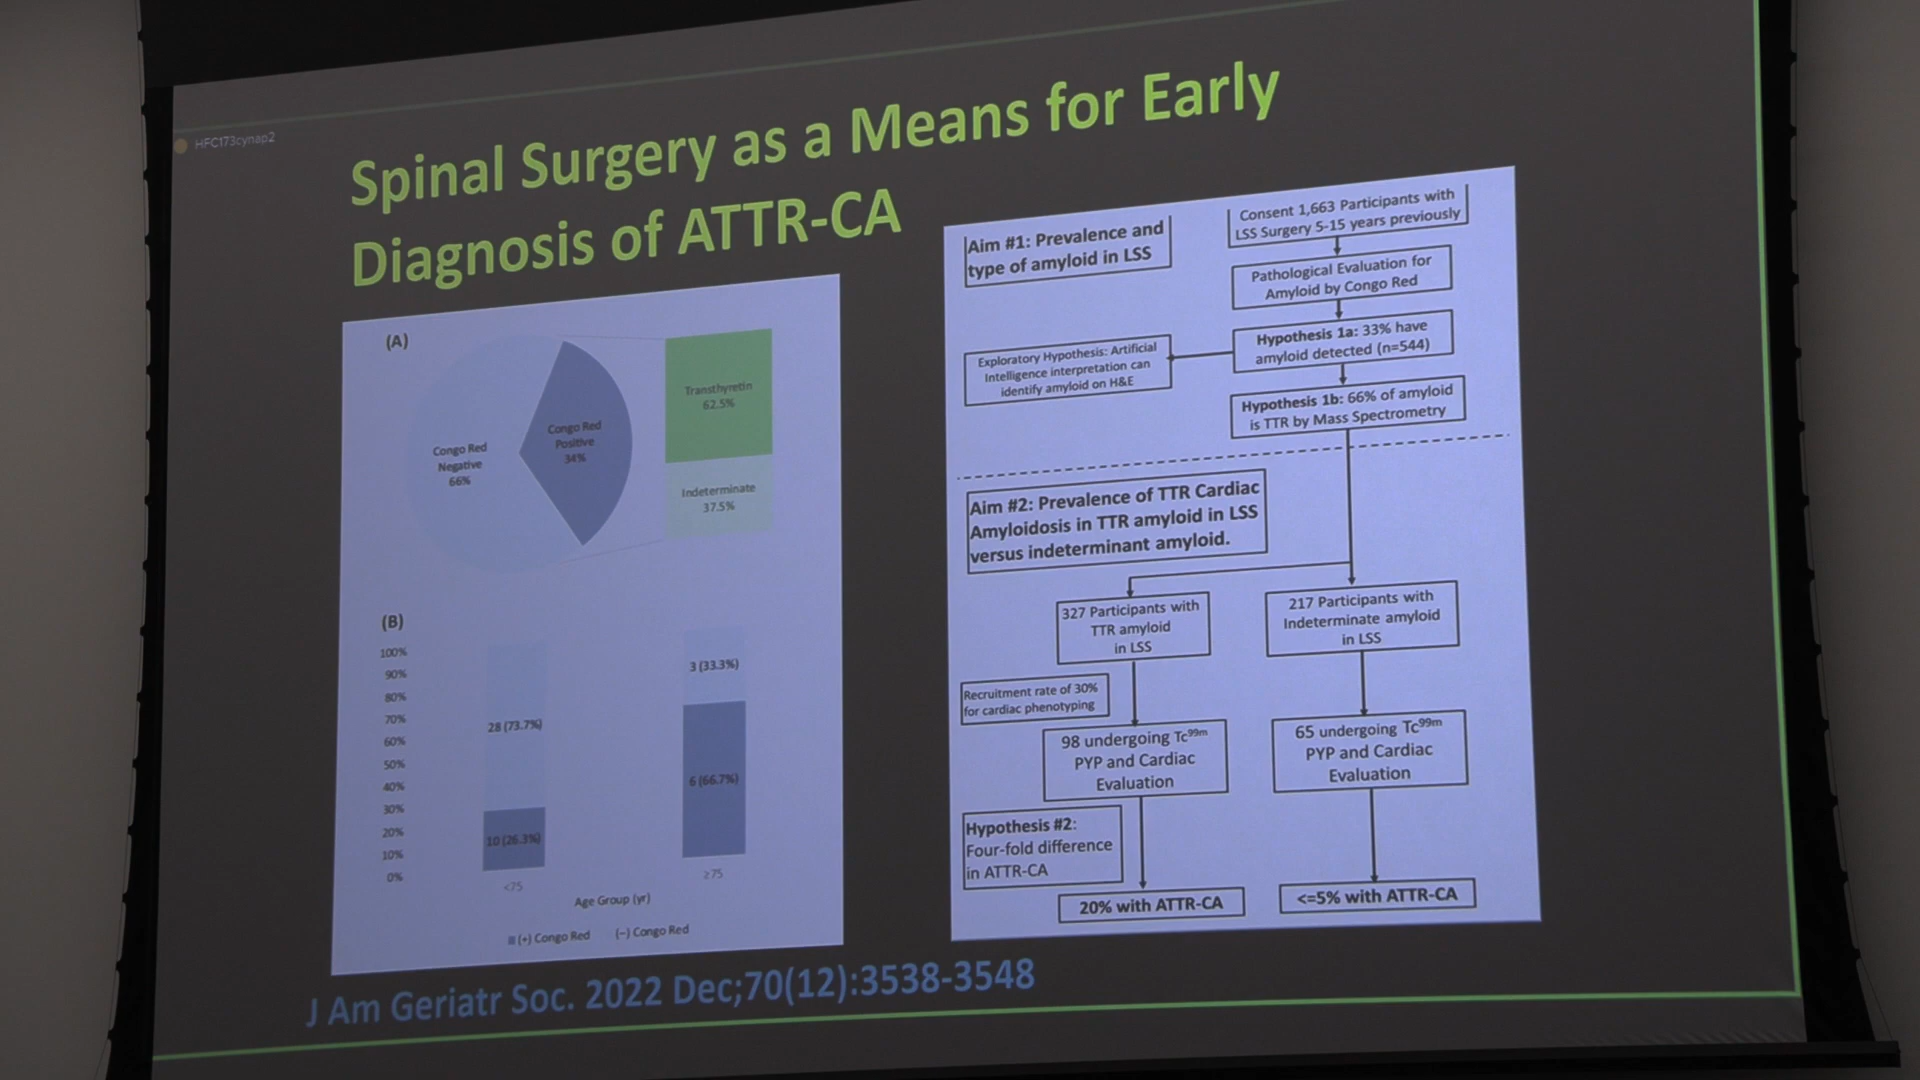 HFC173cynap2
Spinal Surgery as a Means for Early
Diagnosis of ATTR-CA
(A)
Congo Red
Negative
66%
Congo Red
Positive
34%
Transthyretin
62.5%
Indeterminate
37.5%
(B)
100%
90%
80%
70%
60%
50%
40%
30%
20%
10%
0%
28 (73.7%)
10 (26.3%)
3 (33.3%)
6 (66.7%)
<75
≥75
Age Group (yr)
(+) Congo Red
(−) Congo Red
Aim #1: Prevalence and
type of amyloid in LSS
Consent 1,663 Participants with
LSS Surgery 5-15 years previously
Pathological Evaluation for
Amyloid by Congo Red
Hypothesis 1a: 33% have
amyloid detected (n=544)
Exploratory Hypothesis: Artificial
Intelligence interpretation can
identify amyloid on H&E
Hypothesis 1b: 66% of amyloid
is TTR by Mass Spectrometry
Aim #2: Prevalence of TTR Cardiac
Amyloidosis in TTR amyloid in LSS
versus indeterminant amyloid.
327 Participants with
TTR amyloid
in LSS
217 Participants with
Indeterminate amyloid
in LSS
Recruitment rate of 30%
for cardiac phenotyping
98 undergoing Tc99m
PYP and Cardiac
Evaluation
65 undergoing Tc99m
PYP and Cardiac
Evaluation
Hypothesis #2:
Four-fold difference
in ATTR-CA
20% with ATTR-CA
<=5% with ATTR-CA
J Am Geriatr Soc. 2022 Dec;70(12):3538-3548